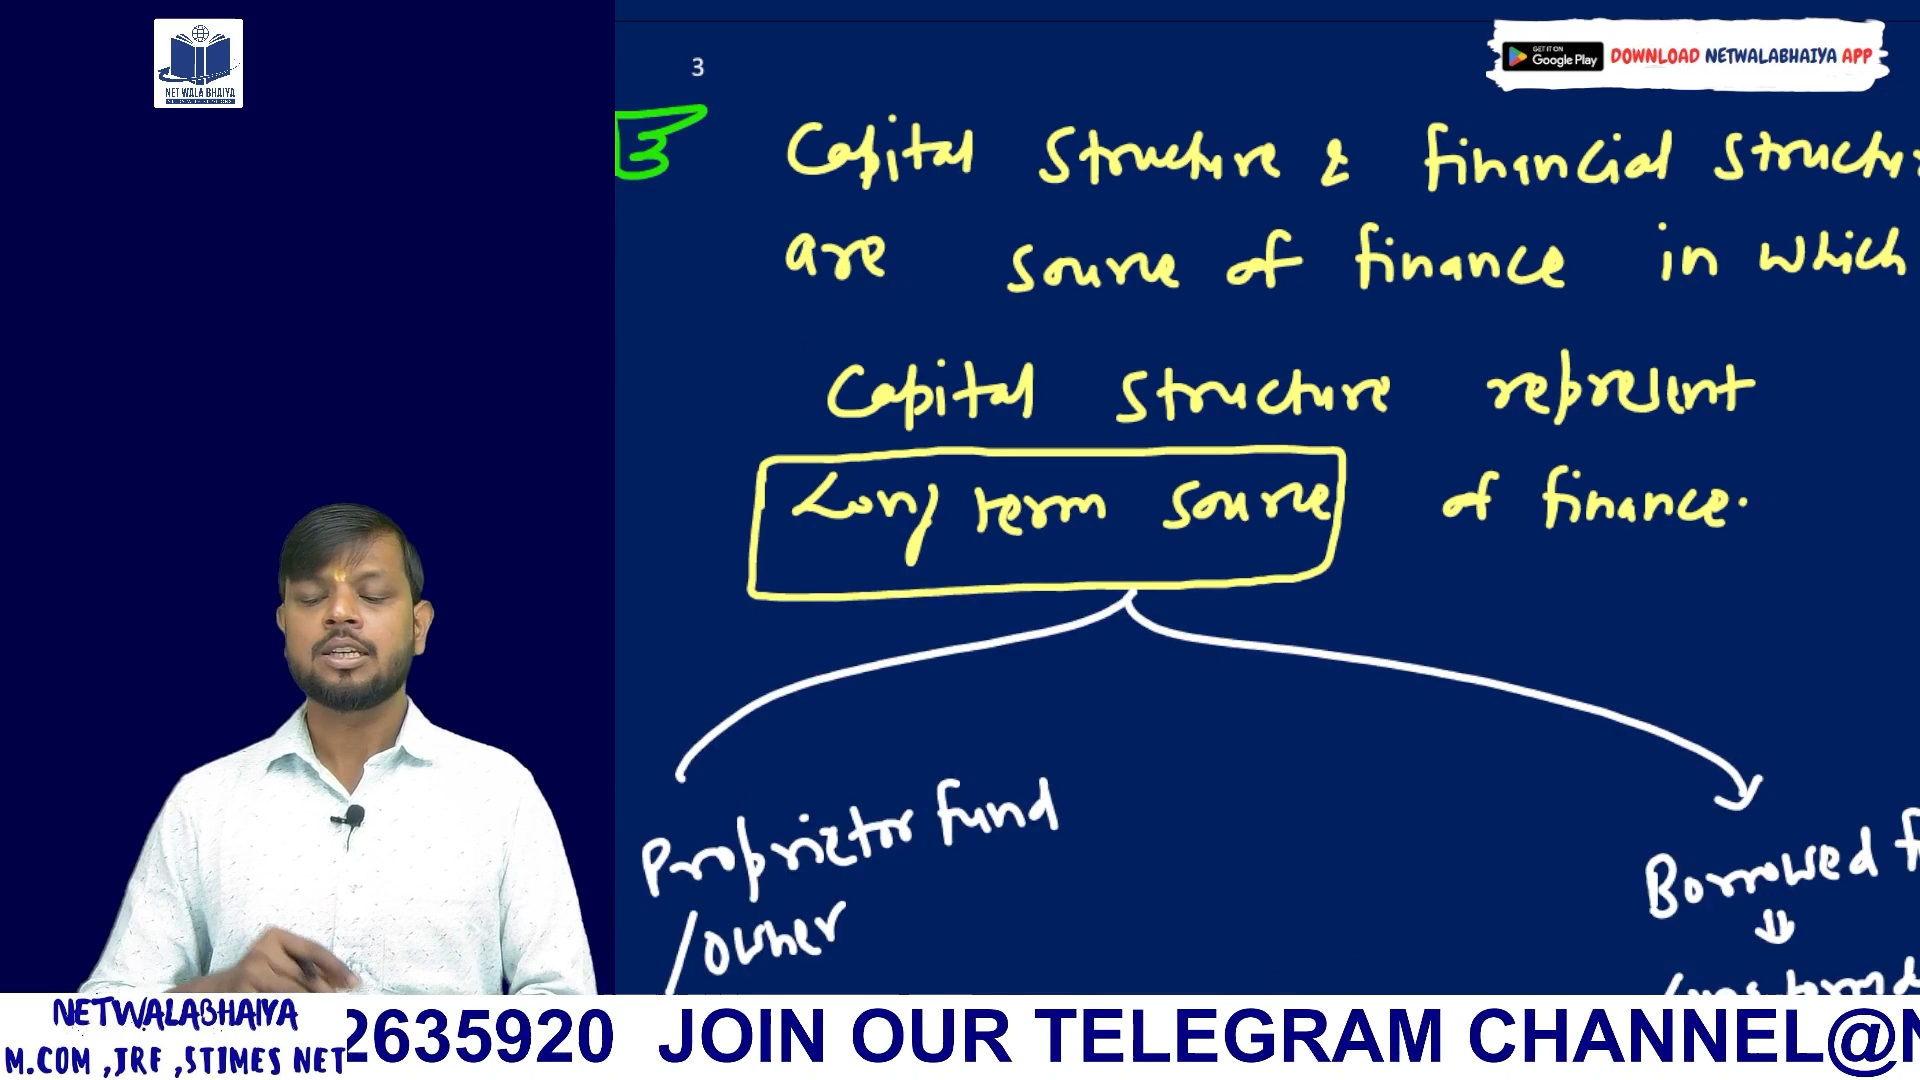 NET WALA BHAIYA
3
GET IT ON
Google Play
DOWNLOAD NETWALABHAIYA APP
3
Capital Structure & financial Structur
are source of finance in which
Capital structure represent
Long term source of finance.
Proprietor fund
/owner
Borrowed f
NETWALABHAIYA
M.COM ,JRF ,5TIMES NET
2635920 JOIN OUR TELEGRAM CHANNEL@N